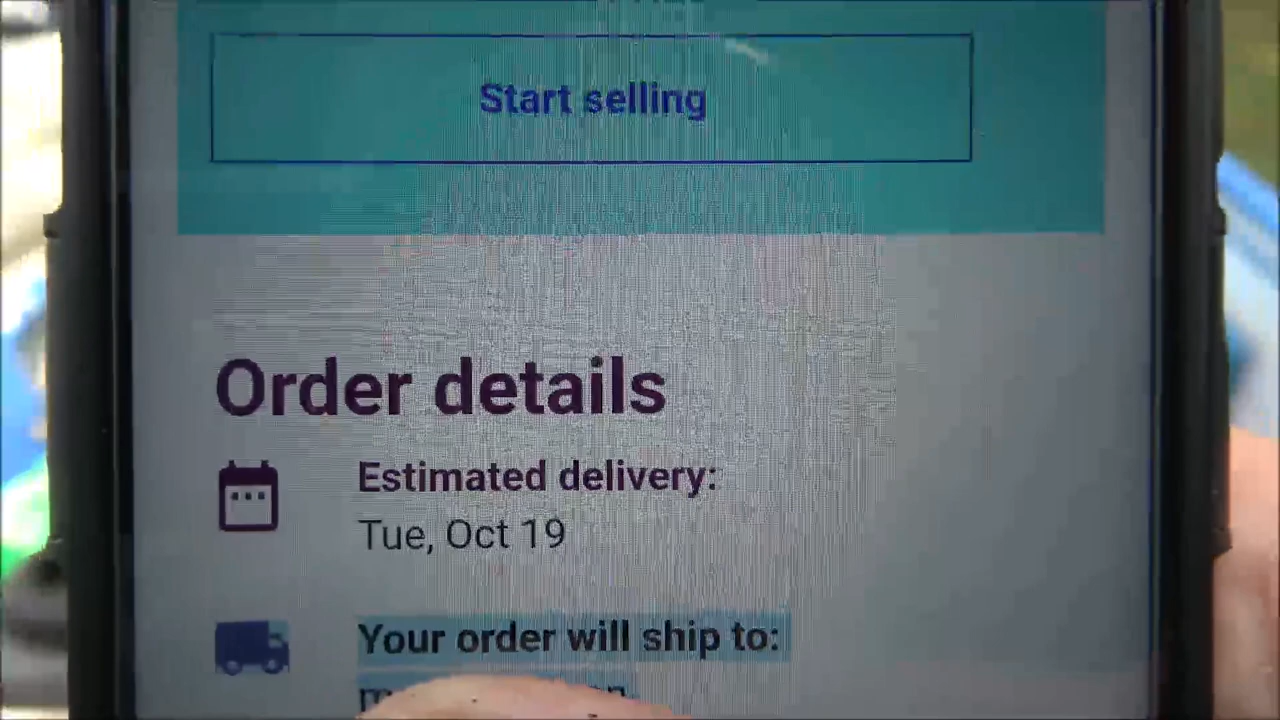 Start selling
Order details
Estimated delivery:
Tue, Oct 19
Your order will ship to: